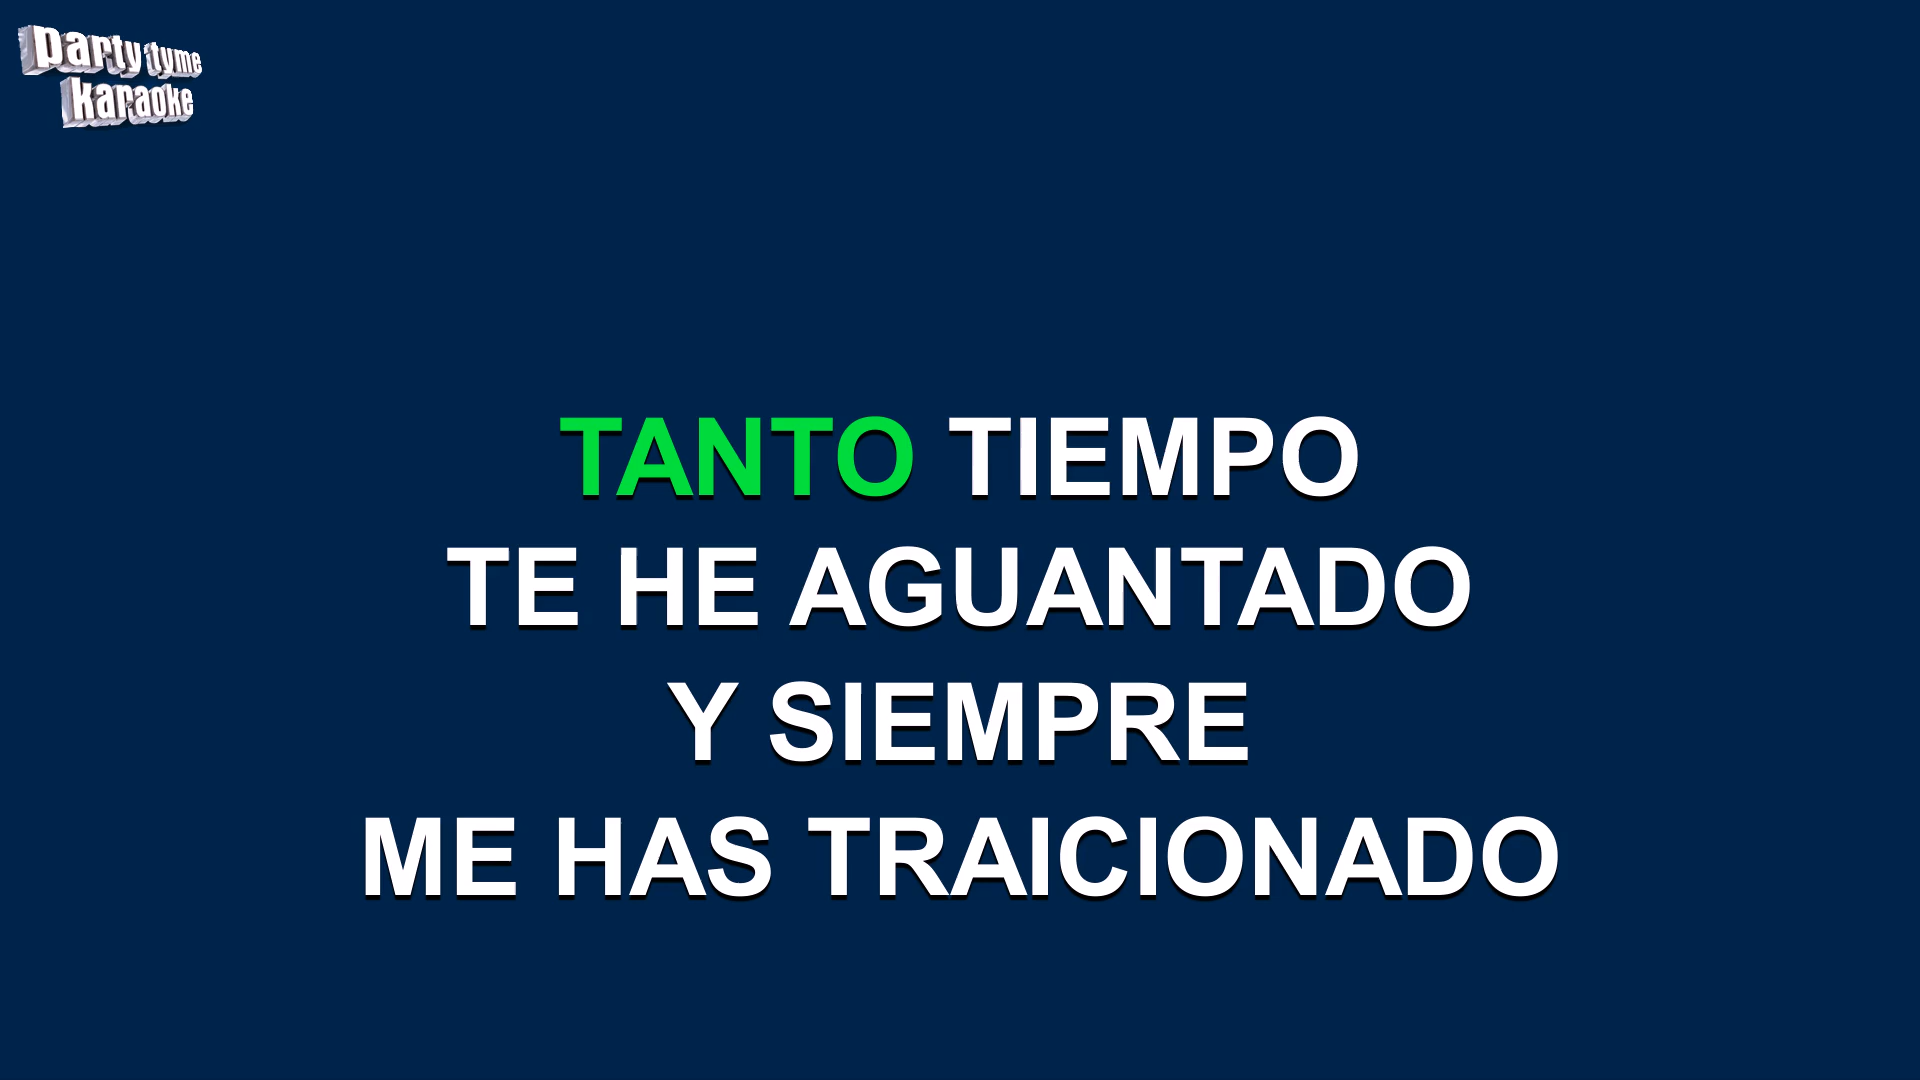 party tyme
karaoke
TANTO TIEMPO
TE HE AGUANTADO
Y SIEMPRE
ME HAS TRAICIONADO